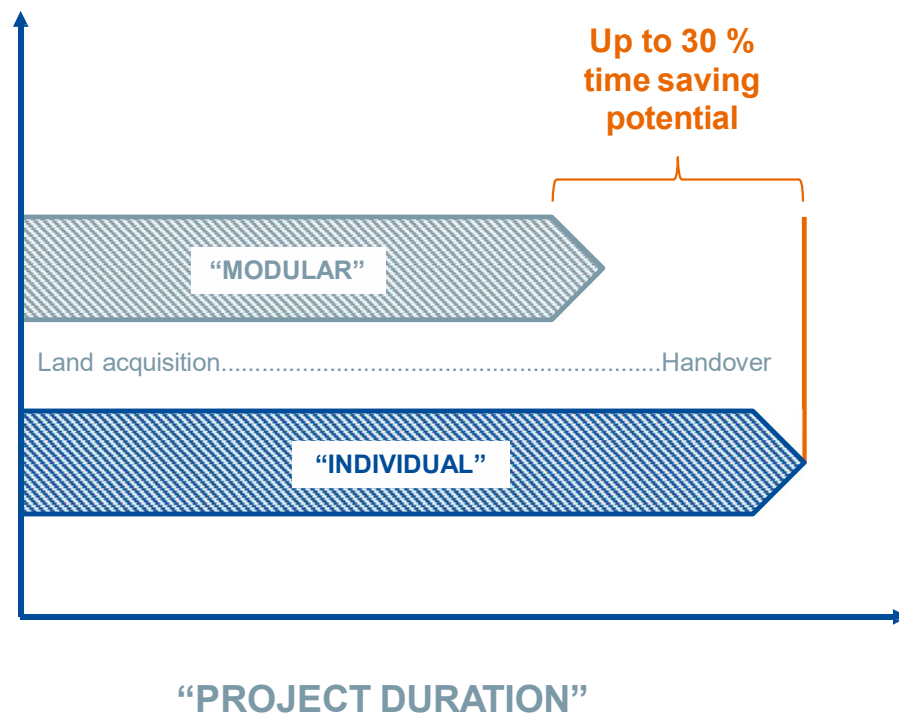 Up to 30 %
time saving
potential
“MODULAR”
Land acquisition...............................................................Handover
“INDIVIDUAL”
“PROJECT DURATION”